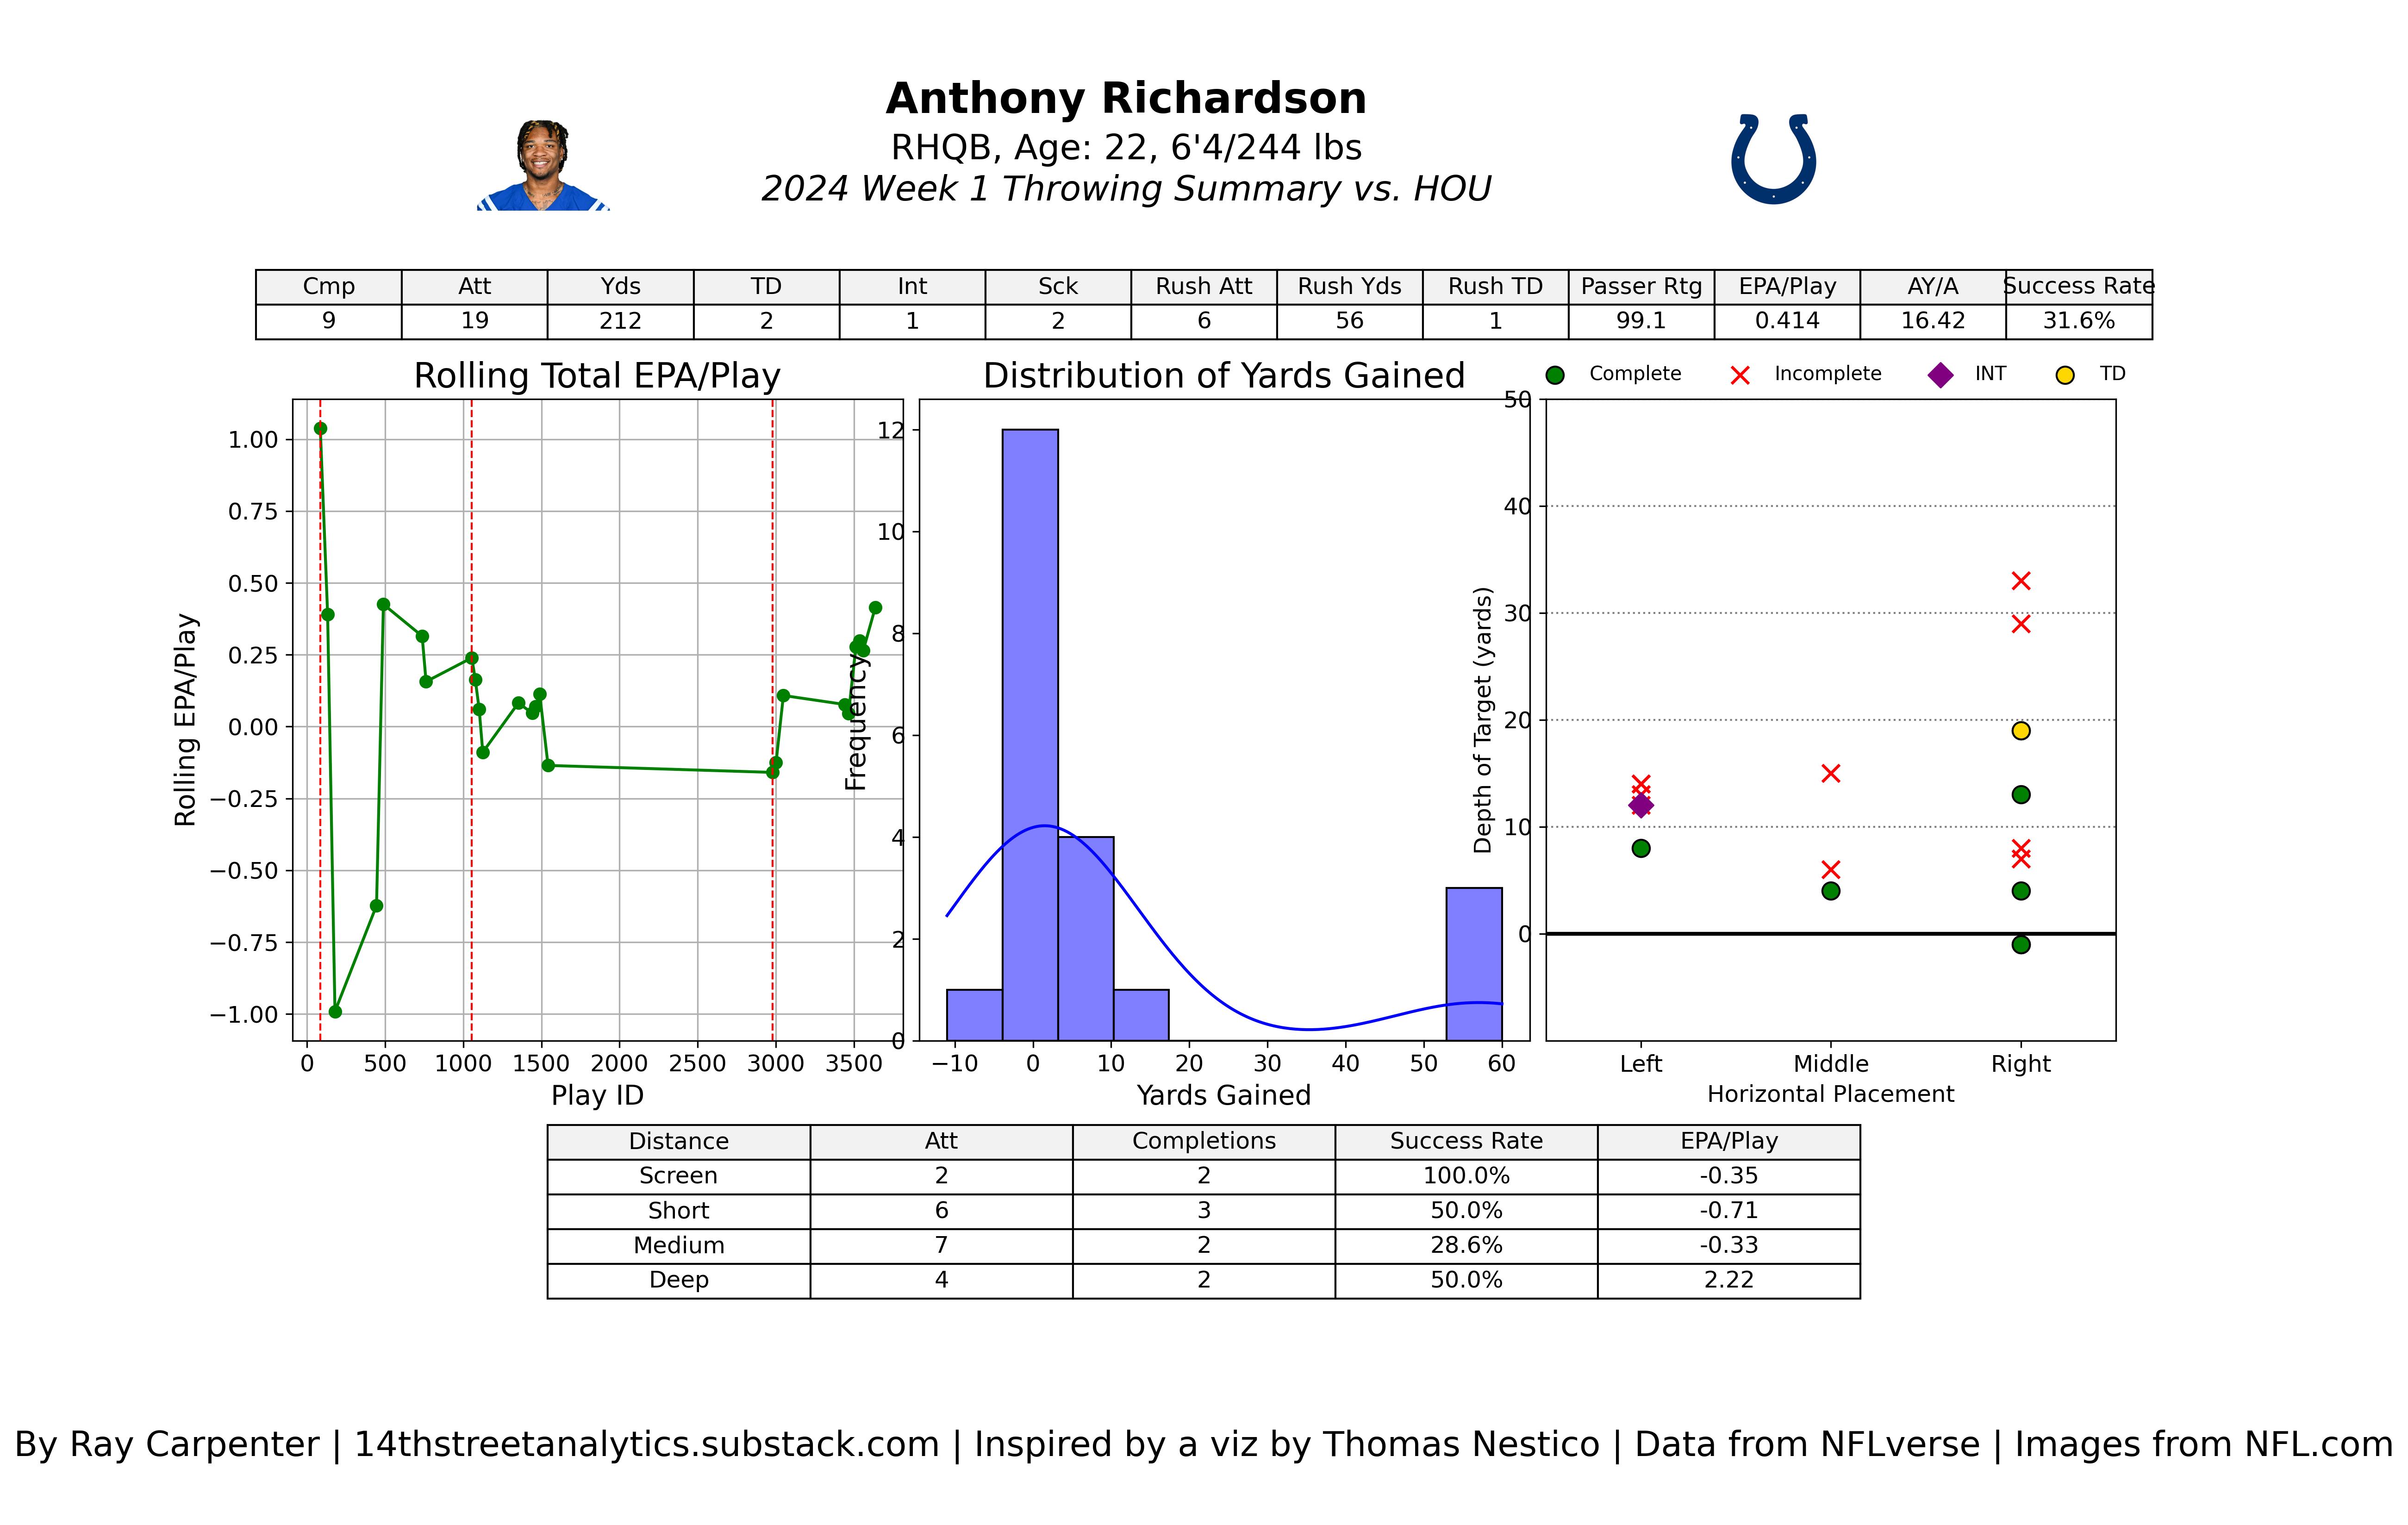 Anthony Richardson
RHQB, Age: 22, 6'4/244 lbs
2024 Week 1 Throwing Summary vs. HOU
Cmp Att Yds TD Int Sck Rush Att Rush Yds Rush TD Passer Rtg EPA/Play AY/A Success Rate
9 19 212 2 1 2 6 56 1 99.1 0.414 16.42 31.6%
Rolling Total EPA/Play
Rolling EPA/Play
1.00
0.75
0.50
0.25
0.00
−0.25
−0.50
−0.75
−1.00
0 500 1000 1500 2000 2500 3000 3500
Play ID
Distribution of Yards Gained
Frequency
12
10
8
6
4
2
0
−10 0 10 20 30 40 50 60
Yards Gained
Complete Incomplete INT TD
Depth of Target (yards)
50
40
30
20
10
0
Left Middle Right
Horizontal Placement
Distance Att Completions Success Rate EPA/Play
Screen 2 2 100.0% -0.35
Short 6 3 50.0% -0.71
Medium 7 2 28.6% -0.33
Deep 4 2 50.0% 2.22
By Ray Carpenter | 14thstreetanalytics.substack.com | Inspired by a viz by Thomas Nestico | Data from NFLverse | Images from NFL.com